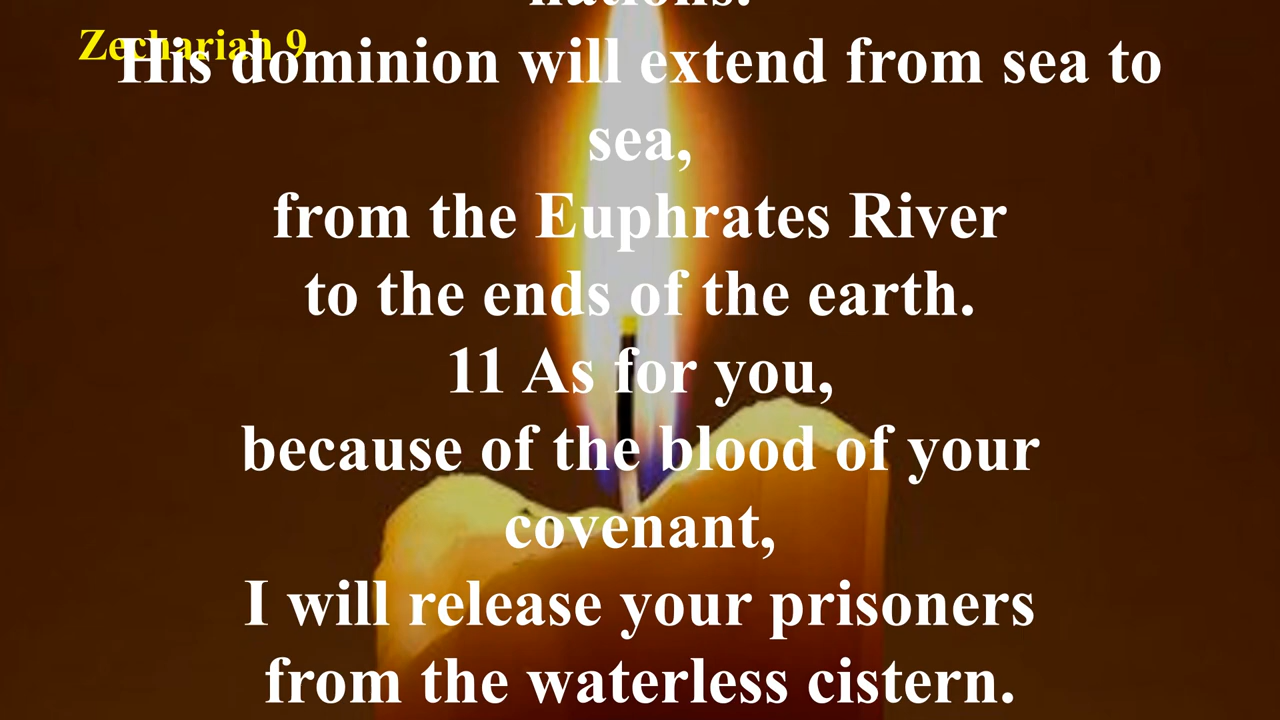 nations.
Zechariah 9
His dominion will extend from sea to
sea,
from the Euphrates River
to the ends of the earth.
11 As for you,
because of the blood of your
covenant,
I will release your prisoners
from the waterless cistern.